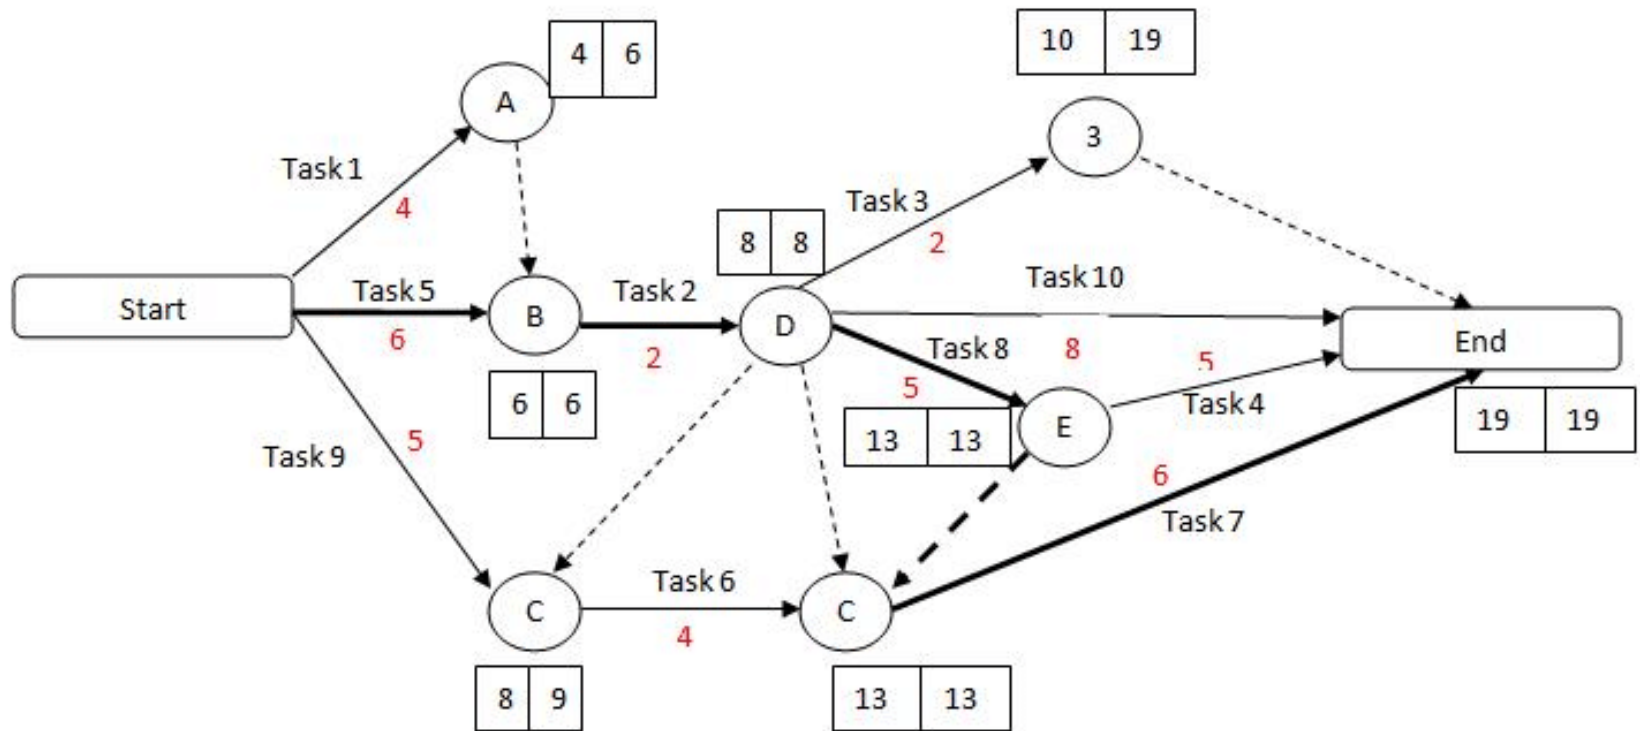 4 6
10 19
A
3
Task 1
4
Task 3
2
8 8
Task 10
Start
Task 5
6
B
Task 2
2
D
Task 8
5
8
5
Task 4
End
6 6
13 13
E
19 19
Task 9
5
6
Task 7
C
Task 6
4
C
8 9
13 13